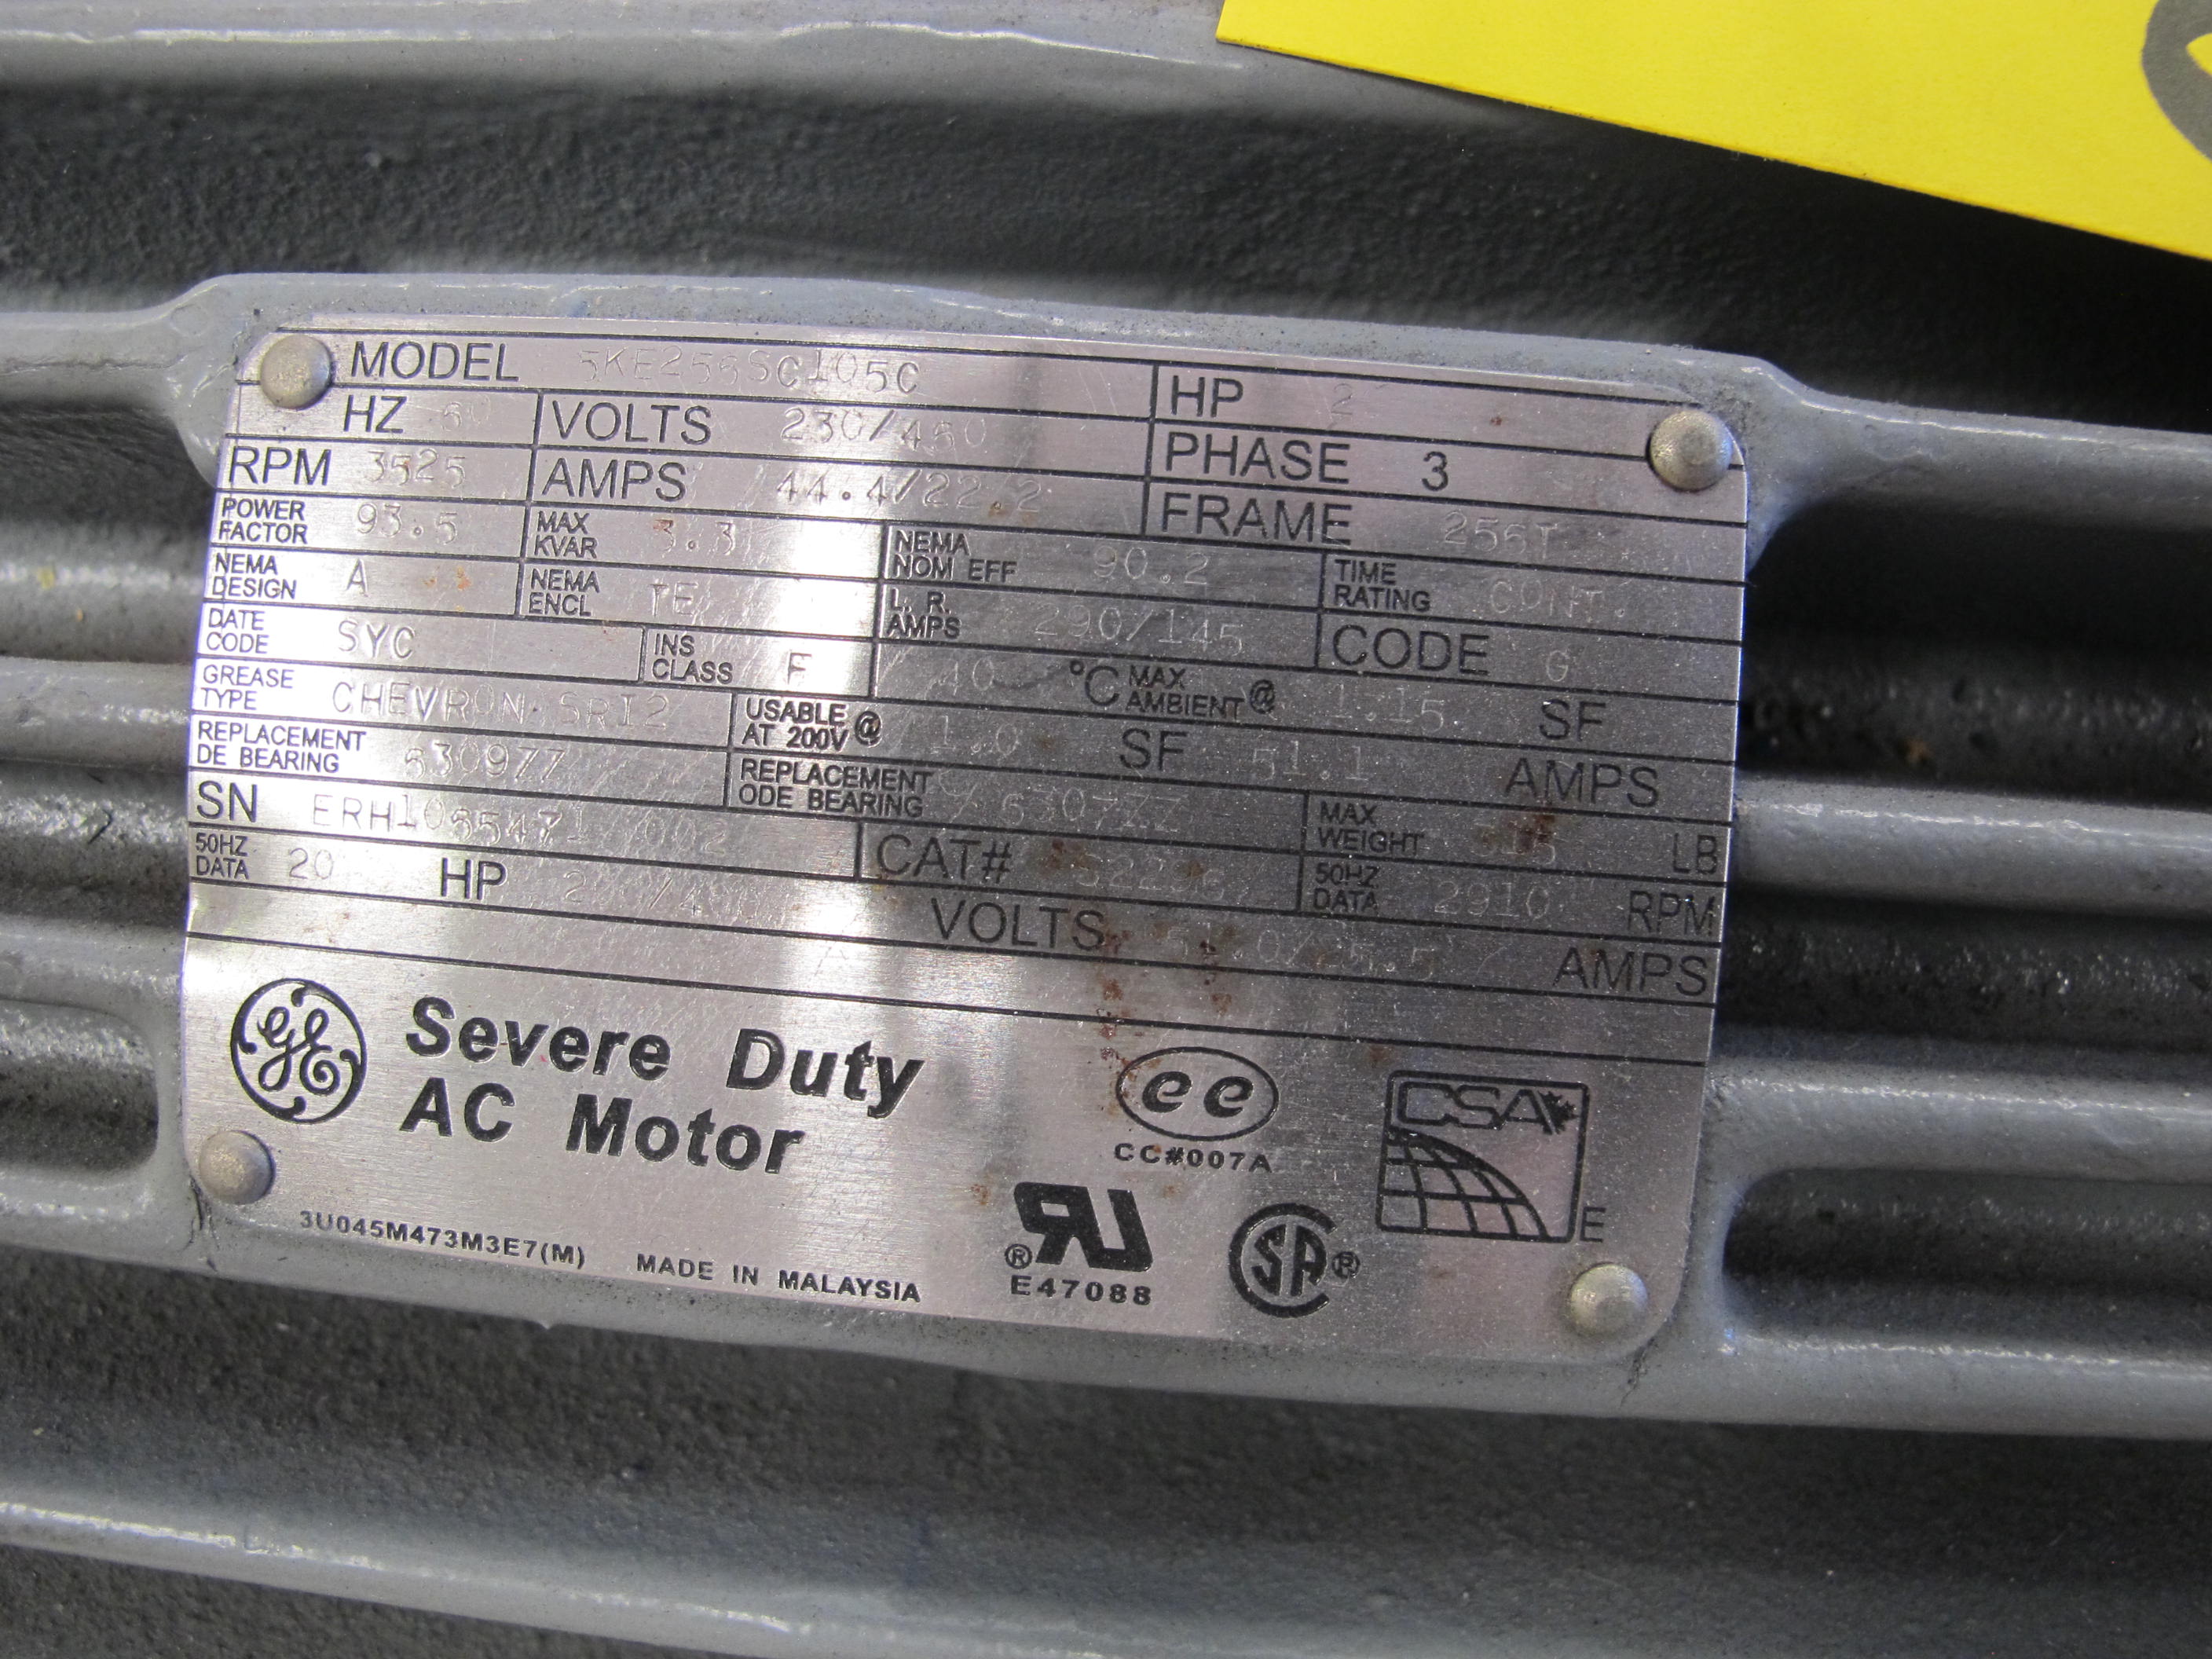 MODEL 5KE256SC105C HP 2
HZ 60 VOLTS 230/460 PHASE 3
RPM 3525 AMPS 44.4/22.2 FRAME 256T
POWER FACTOR 93.5 MAX KVAR 3.3 NEMA NOM EFF 90.2 TIME RATING CONT.
NEMA DESIGN A NEMA ENCL TE L. R. AMPS 290/145 CODE G
DATE CODE SYC INS CLASS F 40 °C MAX AMBIENT @ 1.15 SF
GREASE TYPE CHEVRON SRI2 USABLE AT 200V @ 1.0 SF 51.1 AMPS
REPLACEMENT DE BEARING 6309ZZ REPLACEMENT ODE BEARING 6307ZZ MAX WEIGHT LB
SN CAT# 50HZ DATA 2910 RPM
50HZ DATA 20 HP VOLTS AMPS
GE Severe Duty
AC Motor
ee
CC#007A
CSA
E
3U045M473M3E7(M) MADE IN MALAYSIA
® E47088
SA ®